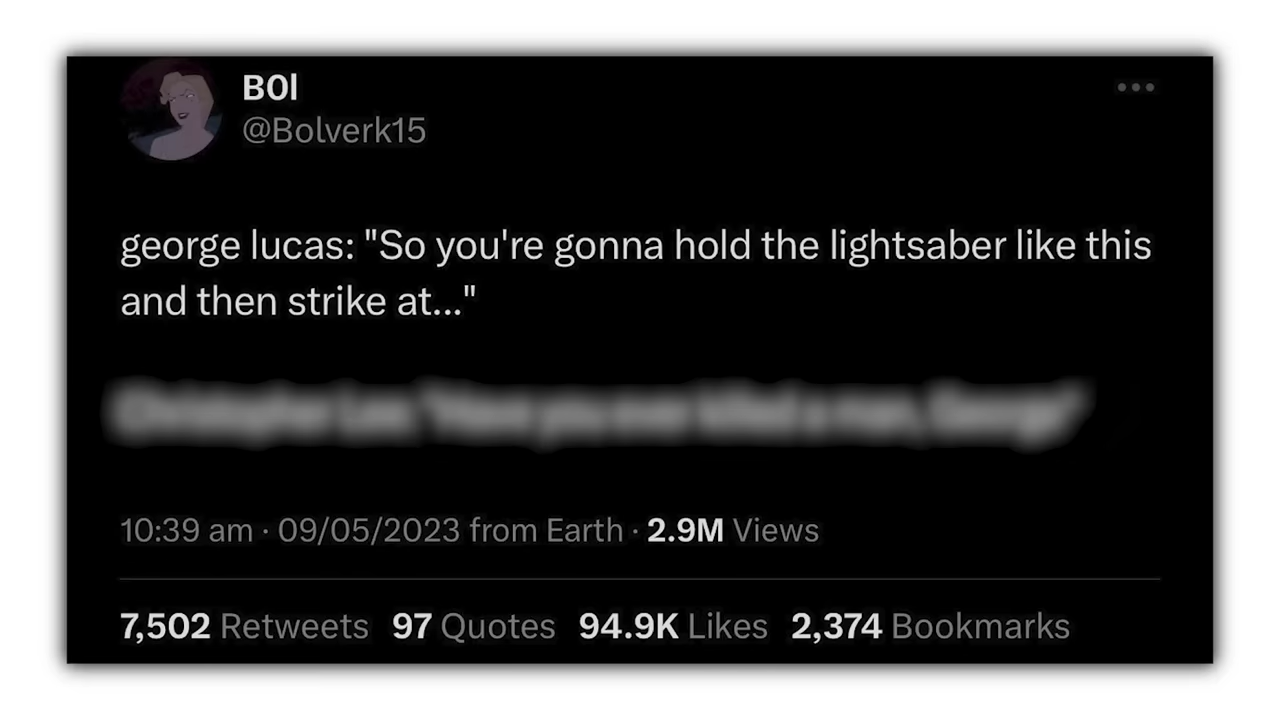 B0l
@Bolverk15
george lucas: "So you're gonna hold the lightsaber like this
and then strike at..."
10:39 am · 09/05/2023 from Earth · 2.9M Views
7,502 Retweets 97 Quotes 94.9K Likes 2,374 Bookmarks